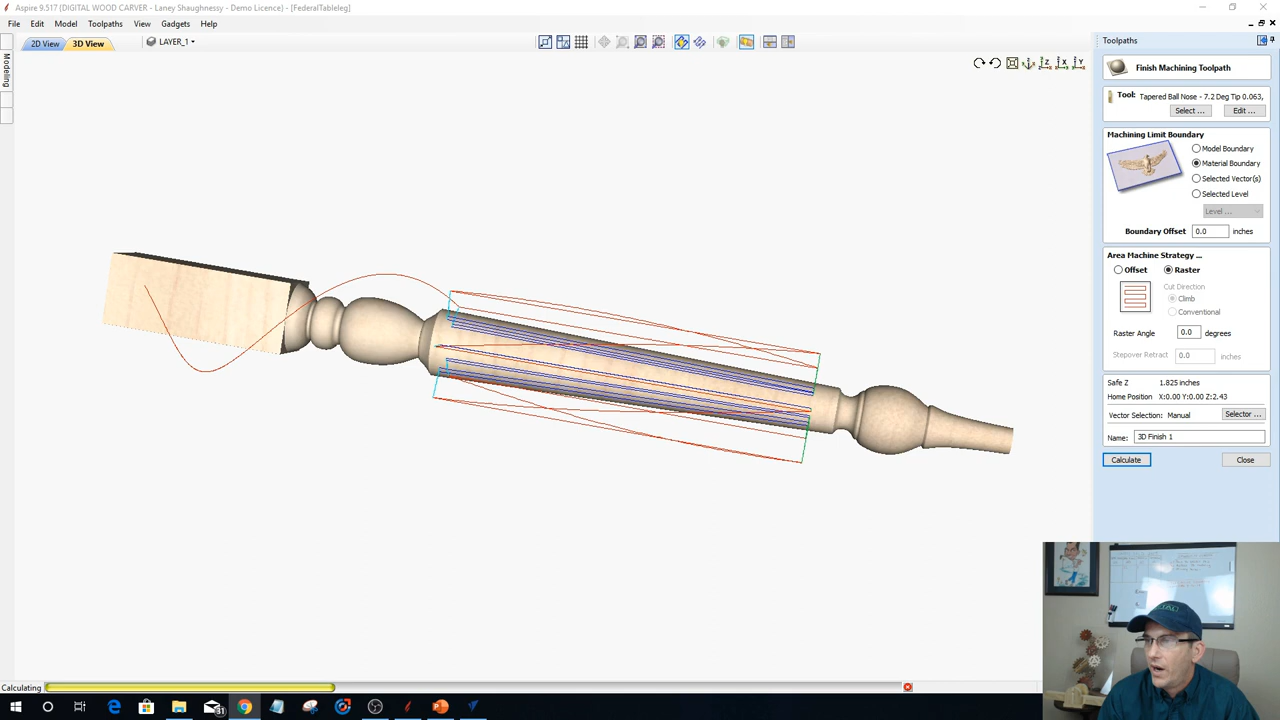 Aspire 9.517 (DIGITAL WOOD CARVER - Laney Shaughnessy - Demo Licence) - [FederalTableleg]
File Edit Model Toolpaths View Gadgets Help
2D View 3D View LAYER_1
Modeling
Toolpaths
Finish Machining Toolpath
Tool: Tapered Ball Nose - 7.2 Deg Tip 0.063,
Select ... Edit ...
Machining Limit Boundary
Model Boundary
Material Boundary
Selected Vector(s)
Selected Level
Level ...
Boundary Offset 0.0 inches
Area Machine Strategy ...
Offset Raster
Cut Direction
Climb
Conventional
Raster Angle 0.0 degrees
Stepover Retract 0.0 inches
Safe Z 1.825 inches
Home Position X:0.00 Y:0.00 Z:2.43
Vector Selection: Manual Selector ...
Name: 3D Finish 1
Calculate Close
Calculating
31